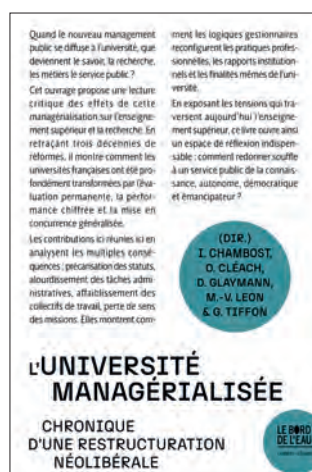 Quand le nouveau management
public se diffuse à l'université, que
deviennent le savoir, la recherche,
les métiers le service public ?
Cet ouvrage propose une lecture
critique des effets de cette
managérialisation sur l'enseigne-
ment supérieur et la recherche. En
retraçant trois décennies de
réformes, il montre comment les
universités françaises ont été pro-
fondément transformées par l'éva-
luation permanente, la perfor-
mance chiffrée et la mise en
concurrence généralisée.
Les contributions ici réunies ici en
analysent les multiples consé-
quences : précarisation des statuts,
alourdissement des tâches admi-
nistratives, affaiblissement des
collectifs de travail, perte de sens
des missions. Elles montrent com-
ment les logiques gestionnaires
reconfigurent les pratiques profes-
sionnelles, les rapports institution-
nels et les finalités mêmes de l'uni-
versité.
En exposant les tensions qui tra-
versent aujourd'hui l'enseigne-
ment supérieur, ce livre ouvre ainsi
un espace de réflexion indispen-
sable : comment redonner souffle
à un service public de la connais-
sance, autonome, démocratique
et émancipateur ?
(DIR.)
I. CHAMBOST,
O. CLÉACH,
D. GLAYMANN,
M.-V. LEON
& G. TIFFON
L'UNIVERSITÉ
MANAGÉRIALISÉE
CHRONIQUE
D'UNE RESTRUCTURATION
NÉOLIBÉRALE
LE BORD
DE L'EAU